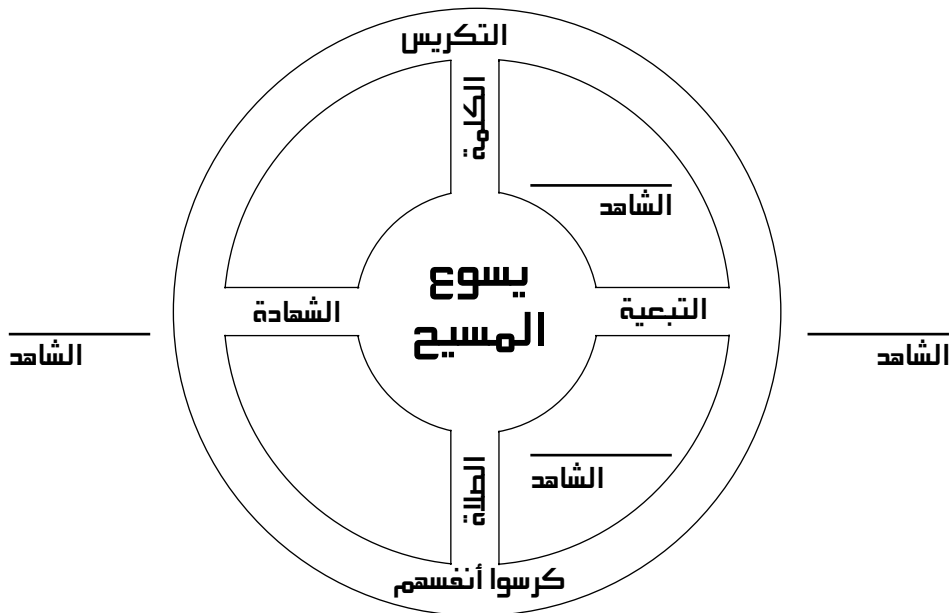 التكريس
الكلمة
الشاهد
يسوع
المسيح
التبعية
الشهادة
الشاهد
الشاهد
الشاهد
الصلاة
كرسوا أنفسهم